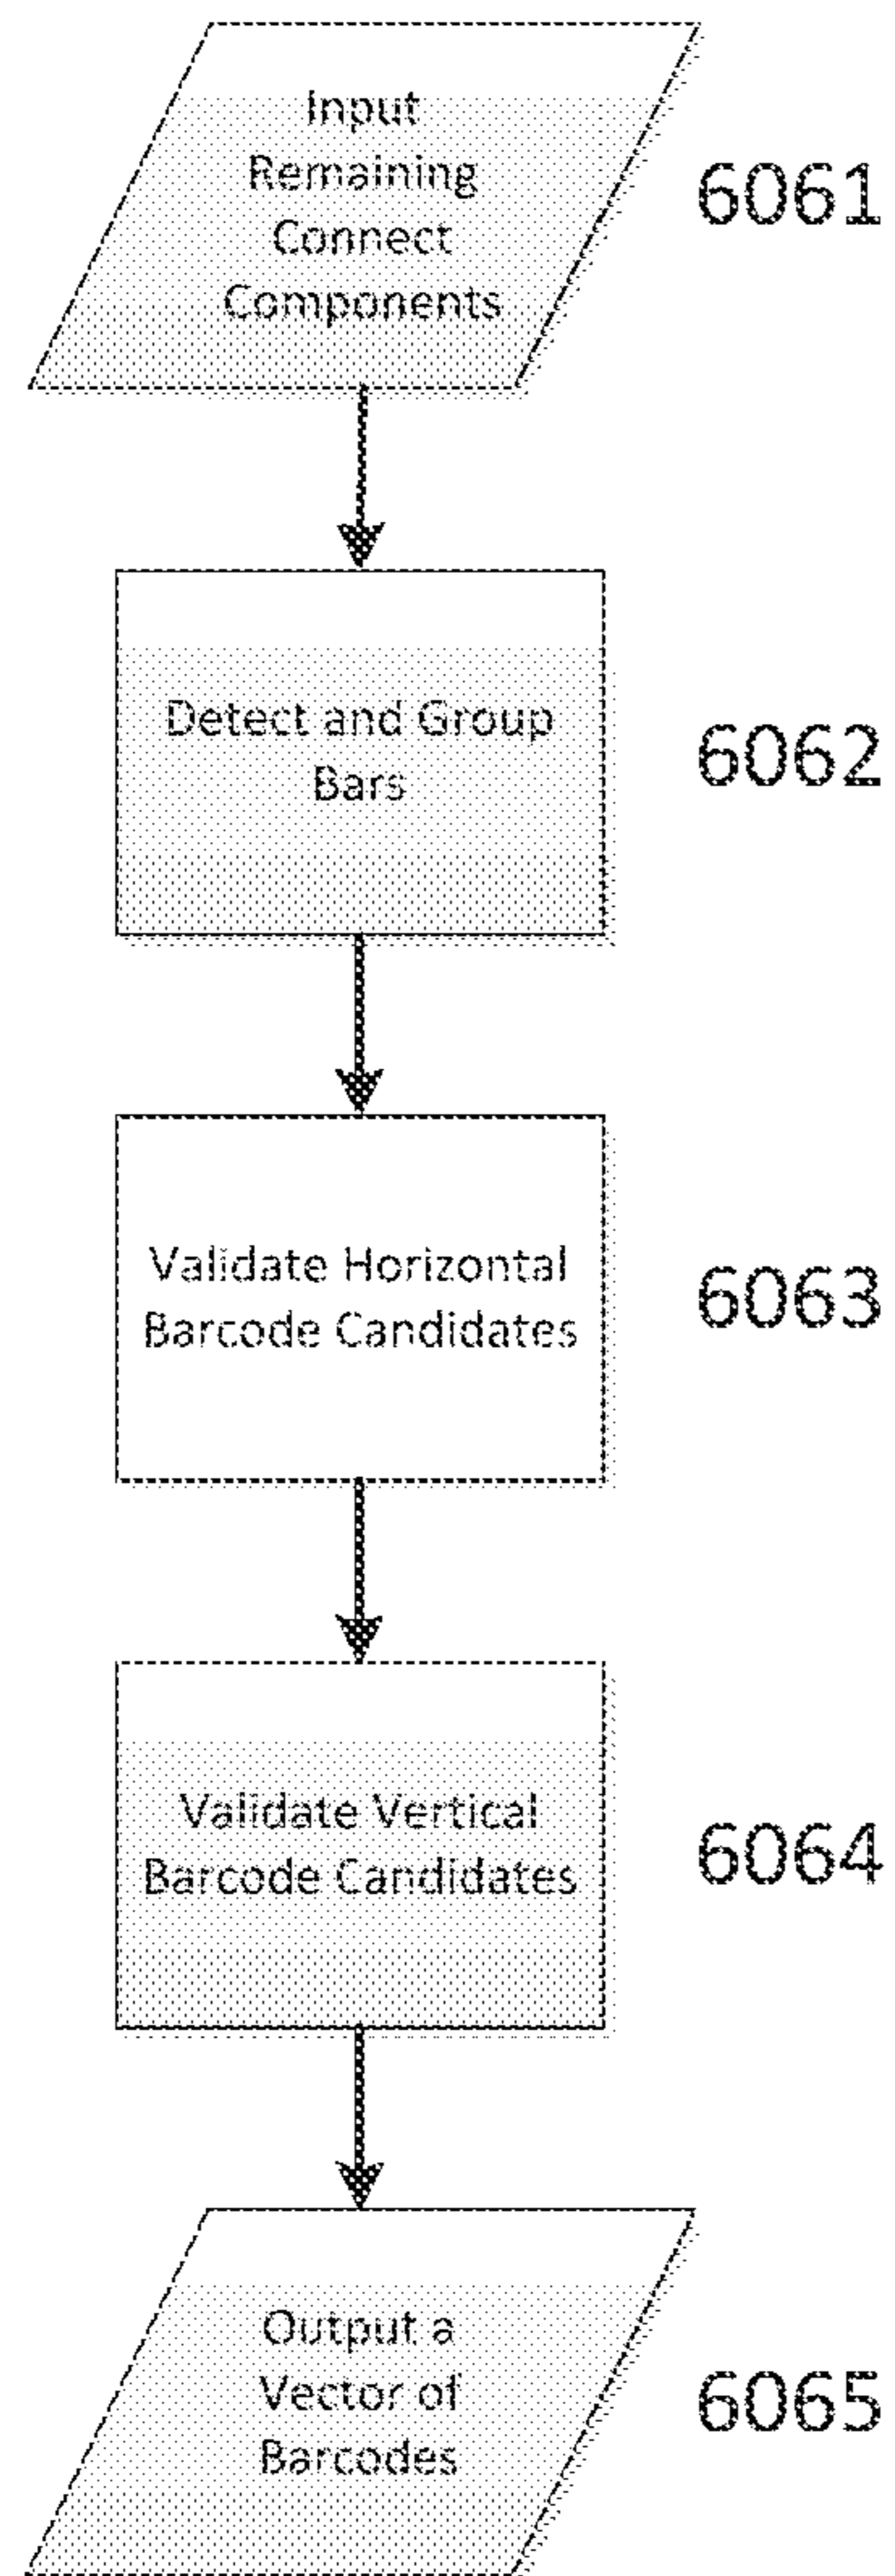 Input
Remaining
Connect
Components
6061
Detect and Group
Bars
6062
Validate Horizontal
Barcode Candidates
6063
Validate Vertical
Barcode Candidates
6064
Output a
Vector of
Barcodes
6065